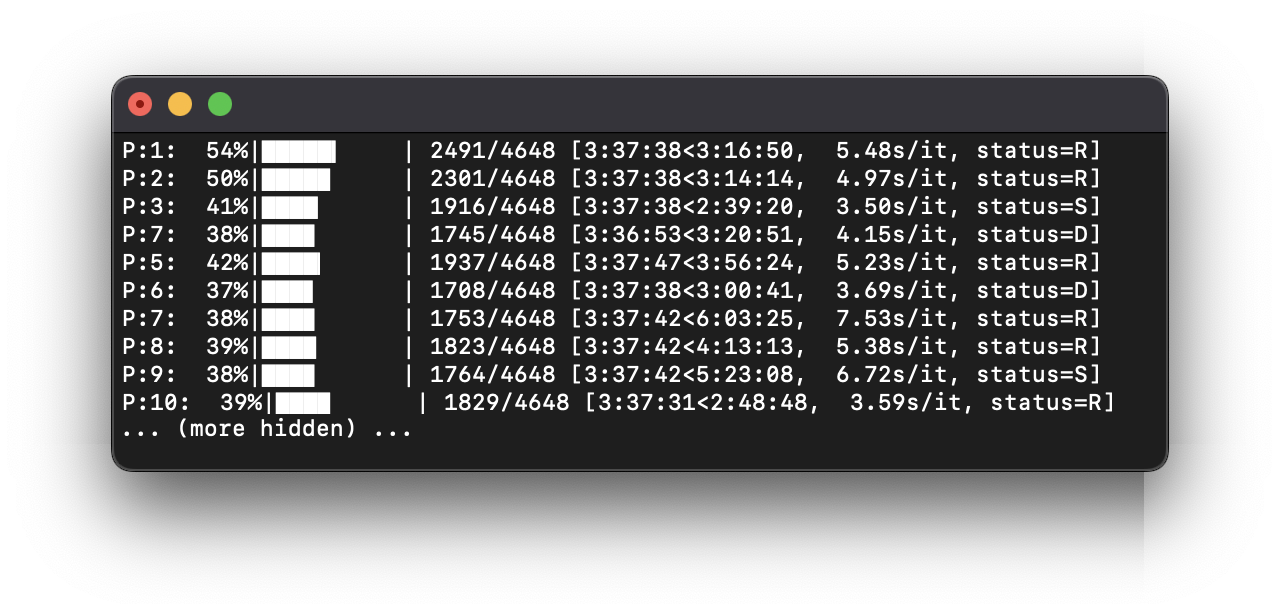 P:1:  54%|█████▎    | 2491/4648 [3:37:38<3:16:50,  5.48s/it, status=R]
P:2:  50%|████▉     | 2301/4648 [3:37:38<3:14:14,  4.97s/it, status=R]
P:3:  41%|████      | 1916/4648 [3:37:38<2:39:20,  3.50s/it, status=S]
P:7:  38%|███▊      | 1745/4648 [3:36:53<3:20:51,  4.15s/it, status=D]
P:5:  42%|████▏     | 1937/4648 [3:37:47<3:56:24,  5.23s/it, status=R]
P:6:  37%|███▋      | 1708/4648 [3:37:38<3:00:41,  3.69s/it, status=D]
P:7:  38%|███▊      | 1753/4648 [3:37:42<6:03:25,  7.53s/it, status=R]
P:8:  39%|███▉      | 1823/4648 [3:37:42<4:13:13,  5.38s/it, status=R]
P:9:  38%|███▊      | 1764/4648 [3:37:42<5:23:08,  6.72s/it, status=S]
P:10:  39%|███▉      | 1829/4648 [3:37:31<2:48:48,  3.59s/it, status=R]
... (more hidden) ...